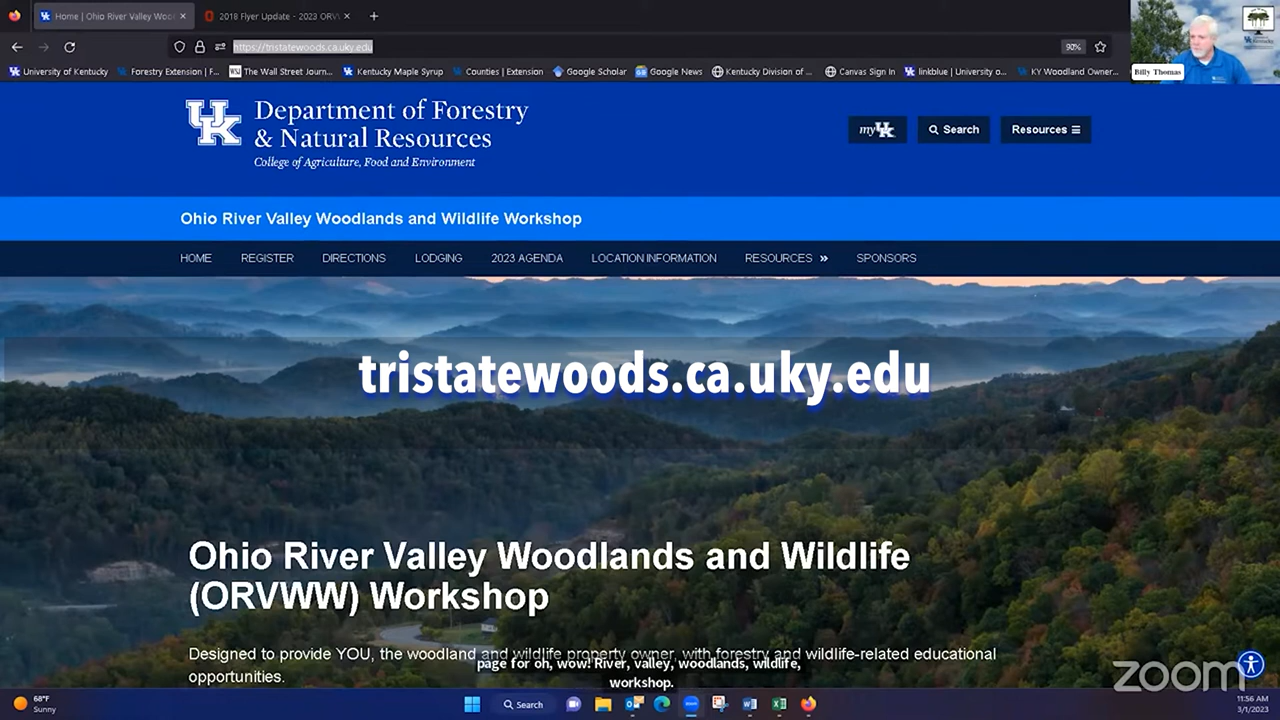 Home | Ohio River Valley Wood
2018 Flyer Update - 2023 ORV
https://tristatewoods.ca.uky.edu
90%
Billy Thomas
University of Kentucky
Forestry Extension | F...
The Wall Street Journ...
Kentucky Maple Syrup
Counties | Extension
Google Scholar
Google News
Kentucky Division of ...
Canvas Sign In
linkblue | University o...
KY Woodland Owner...
UK
Department of Forestry
& Natural Resources
College of Agriculture, Food and Environment
myUK
Search
Resources
Ohio River Valley Woodlands and Wildlife Workshop
HOME REGISTER DIRECTIONS LODGING 2023 AGENDA LOCATION INFORMATION RESOURCES » SPONSORS
tristatewoods.ca.uky.edu
Ohio River Valley Woodlands and Wildlife
(ORVWW) Workshop
Designed to provide YOU, the woodland and wildlife property owner, with forestry and wildlife-related educational
opportunities.
page for oh, wow! River, valley, woodlands, wildlife,
workshop.
zoom
68°F
Sunny
Search
11:56 AM
3/1/2023